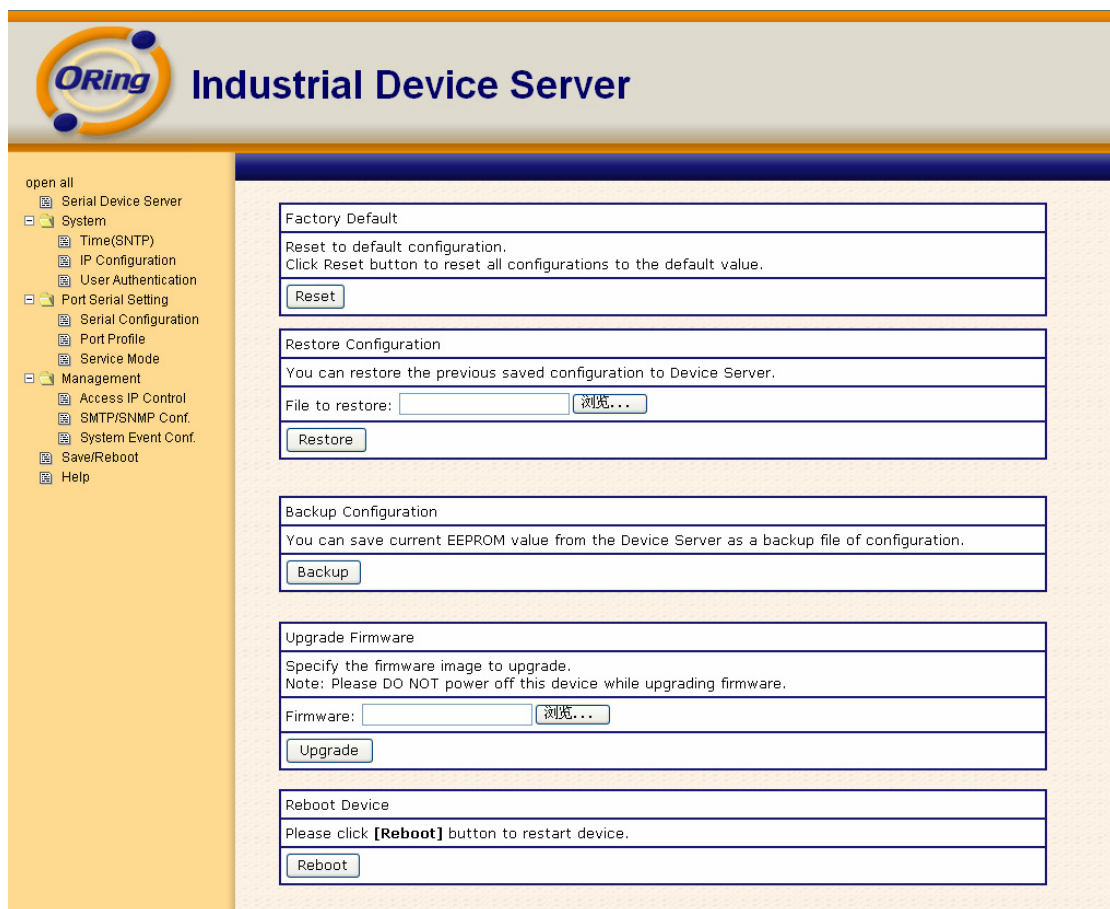 ORing
Industrial Device Server
open all
Serial Device Server
System
Time(SNTP)
IP Configuration
User Authentication
Port Serial Setting
Serial Configuration
Port Profile
Service Mode
Management
Access IP Control
SMTP/SNMP Conf.
System Event Conf.
Save/Reboot
Help
Factory Default
Reset to default configuration.
Click Reset button to reset all configurations to the default value.
Reset
Restore Configuration
You can restore the previous saved configuration to Device Server.
File to restore: 浏览...
Restore
Backup Configuration
You can save current EEPROM value from the Device Server as a backup file of configuration.
Backup
Upgrade Firmware
Specify the firmware image to upgrade.
Note: Please DO NOT power off this device while upgrading firmware.
Firmware: 浏览...
Upgrade
Reboot Device
Please click [Reboot] button to restart device.
Reboot